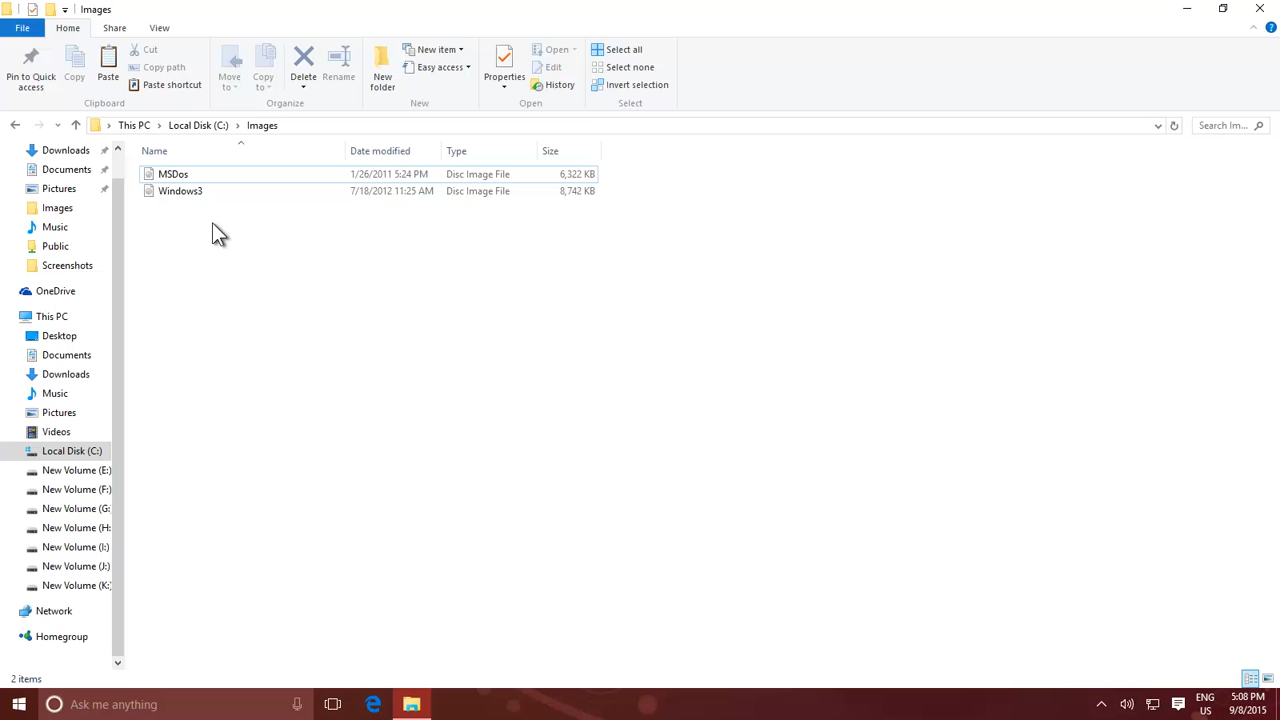 Images
File Home Share View
Pin to Quick access
Copy
Paste
Cut
Copy path
Paste shortcut
Clipboard
Move to
Copy to
Delete
Rename
Organize
New folder
New item
Easy access
New
Properties
Open
Edit
History
Open
Select all
Select none
Invert selection
Select
This PC Local Disk (C:) Images
Search Im...
Name Date modified Type Size
MSDos 1/26/2011 5:24 PM Disc Image File 6,322 KB
Windows3 7/18/2012 11:25 AM Disc Image File 8,742 KB
Downloads
Documents
Pictures
Images
Music
Public
Screenshots
OneDrive
This PC
Desktop
Documents
Downloads
Music
Pictures
Videos
Local Disk (C:)
New Volume (E:)
New Volume (F:)
New Volume (G:
New Volume (H:
New Volume (I:)
New Volume (J:)
New Volume (K:)
Network
Homegroup
2 items
Ask me anything
ENG
US
5:08 PM
9/8/2015